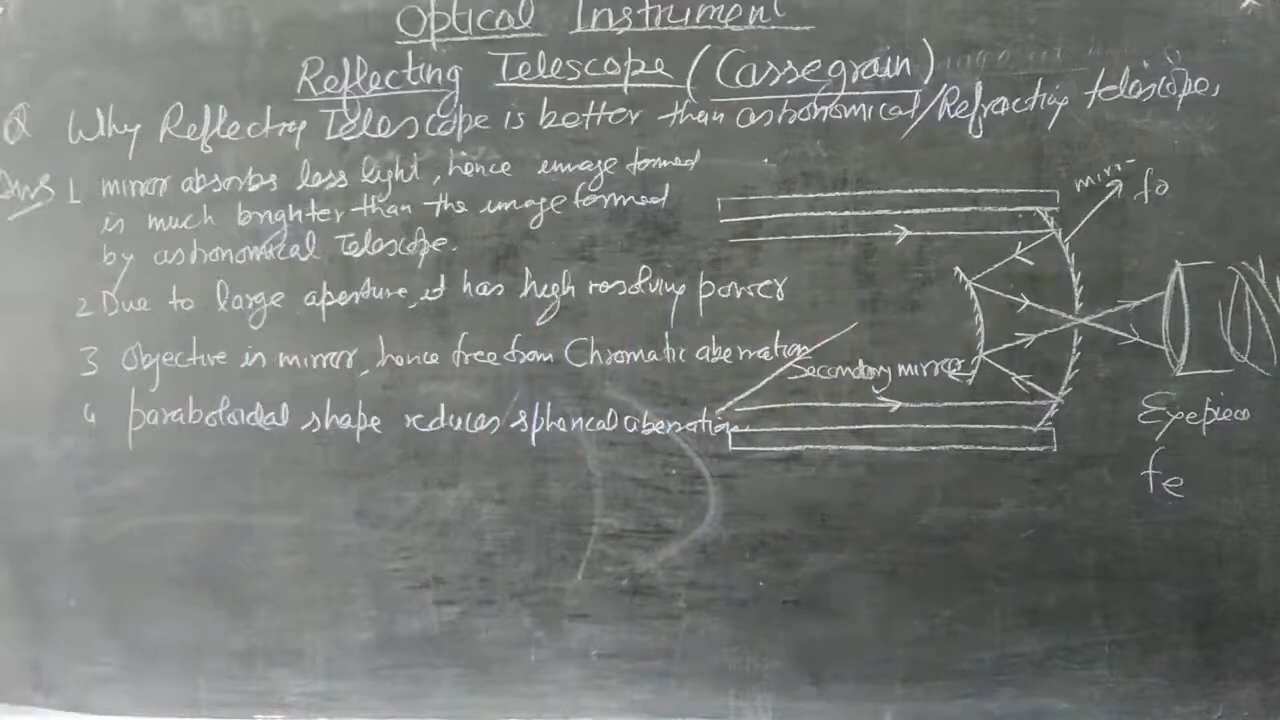 Optical Instrument
Reflecting Telescope (Cassegrain)
Q Why Reflecting Telescope is better than astronomical/Refracting telescope,
Ans 1 mirror absorbs less light, hence image formed
is much brighter than the image formed
by astronomical Telescope.
2 Due to large aperture, it has high resolving power
3 Objective is mirror, hence free from Chromatic aberration
4 paraboloidal shape reduces spherical aberration
fo
Secondary mirror
Eyepiece
fe